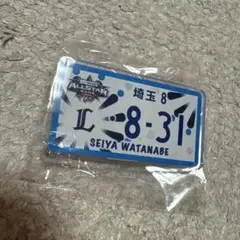 ALLSTAR
埼玉 8
L 8-31
SEIYA WATANABE